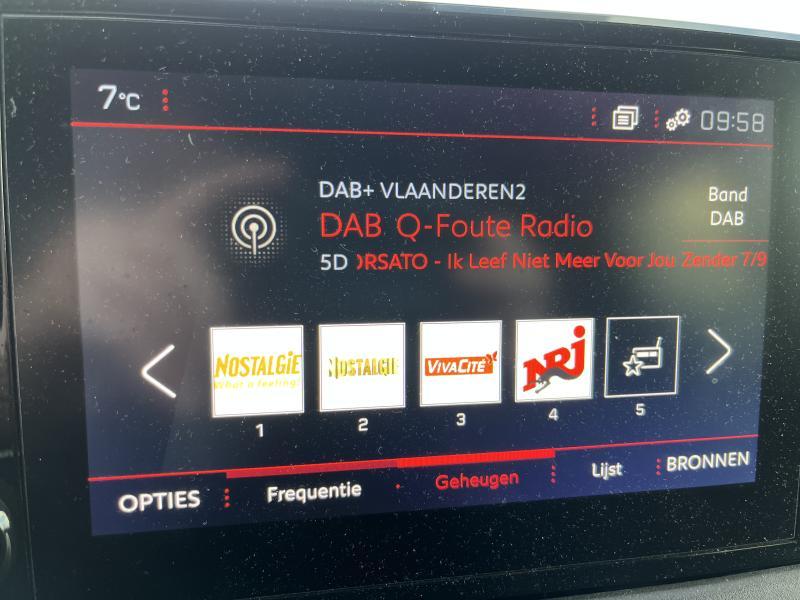 7°C
09:58
DAB+ VLAANDEREN2
Band
DAB
DAB Q-Foute Radio
5D ORSATO - Ik Leef Niet Meer Voor Jou Zender 7/9
NOSTALGIE
What a feeling!
NOSTALGIE
VIVACITÉ
NRJ
1
2
3
4
5
OPTIES
Frequentie
Geheugen
Lijst
BRONNEN